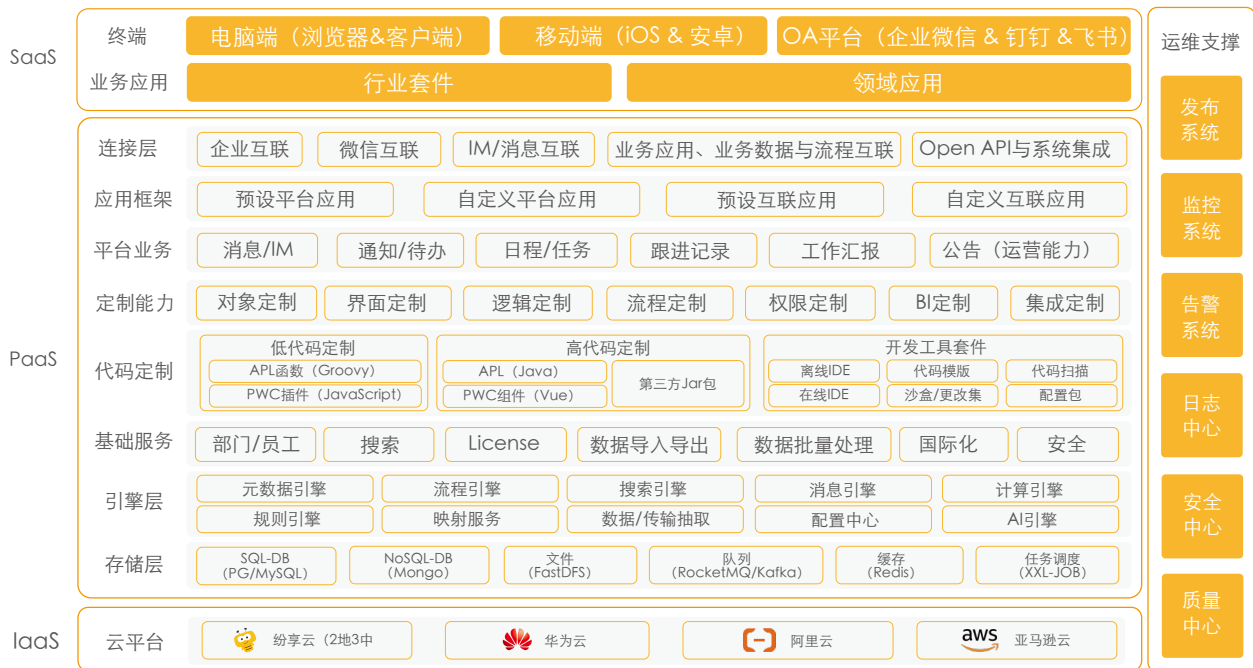 SaaS
终端
电脑端（浏览器&客户端）
移动端（iOS & 安卓）
OA平台（企业微信 & 钉钉 &飞书）
业务应用
行业套件
领域应用
PaaS
连接层
企业互联
微信互联
IM/消息互联
业务应用、业务数据与流程互联
Open API与系统集成
应用框架
预设平台应用
自定义平台应用
预设互联应用
自定义互联应用
平台业务
消息/IM
通知/待办
日程/任务
跟进记录
工作汇报
公告（运营能力）
定制能力
对象定制
界面定制
逻辑定制
流程定制
权限定制
BI定制
集成定制
代码定制
低代码定制
APL函数（Groovy）
PWC插件（JavaScript）
高代码定制
APL（Java）
PWC组件（Vue）
第三方Jar包
开发工具套件
离线IDE
代码模版
代码扫描
在线IDE
沙盒/更改集
配置包
基础服务
部门/员工
搜索
License
数据导入导出
数据批量处理
国际化
安全
引擎层
元数据引擎
流程引擎
搜索引擎
消息引擎
计算引擎
规则引擎
映射服务
数据/传输抽取
配置中心
AI引擎
存储层
SQL-DB
(PG/MySQL)
NoSQL-DB
(Mongo)
文件
(FastDFS)
队列
(RocketMQ/Kafka)
缓存
(Redis)
任务调度
(XXL-JOB)
IaaS
云平台
纷享云（2地3中
华为云
阿里云
aws
亚马逊云
运维支撑
发布
系统
监控
系统
告警
系统
日志
中心
安全
中心
质量
中心